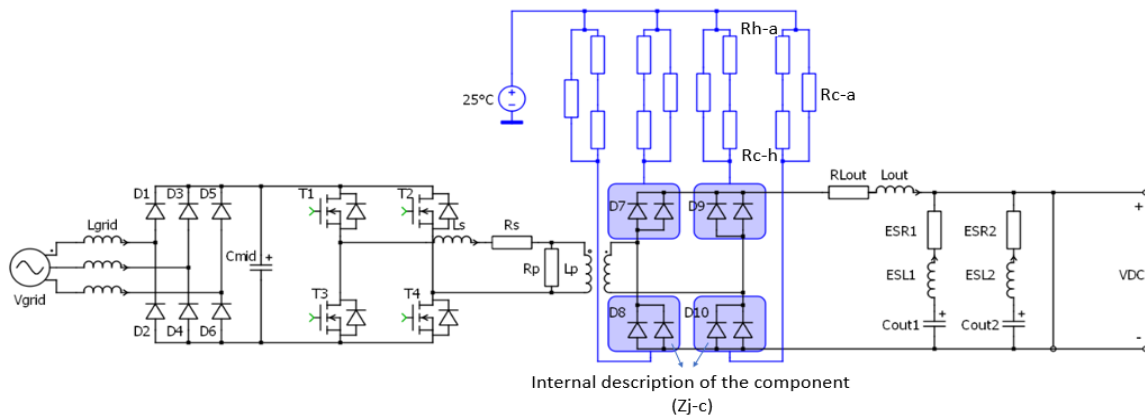 Rh-a
25°C
Rc-a
Rc-h
RLout Lout
D1 D3 D5
T1 T2
D7 D9
Lgrid
Ls Rs
ESR1 ESR2
Cmid
Rp Lp
ESL1 ESL2
VDC
Vgrid
T3 T4
D8 D10
D2 D4 D6
Cout1 Cout2
Internal description of the component
(Zj-c)